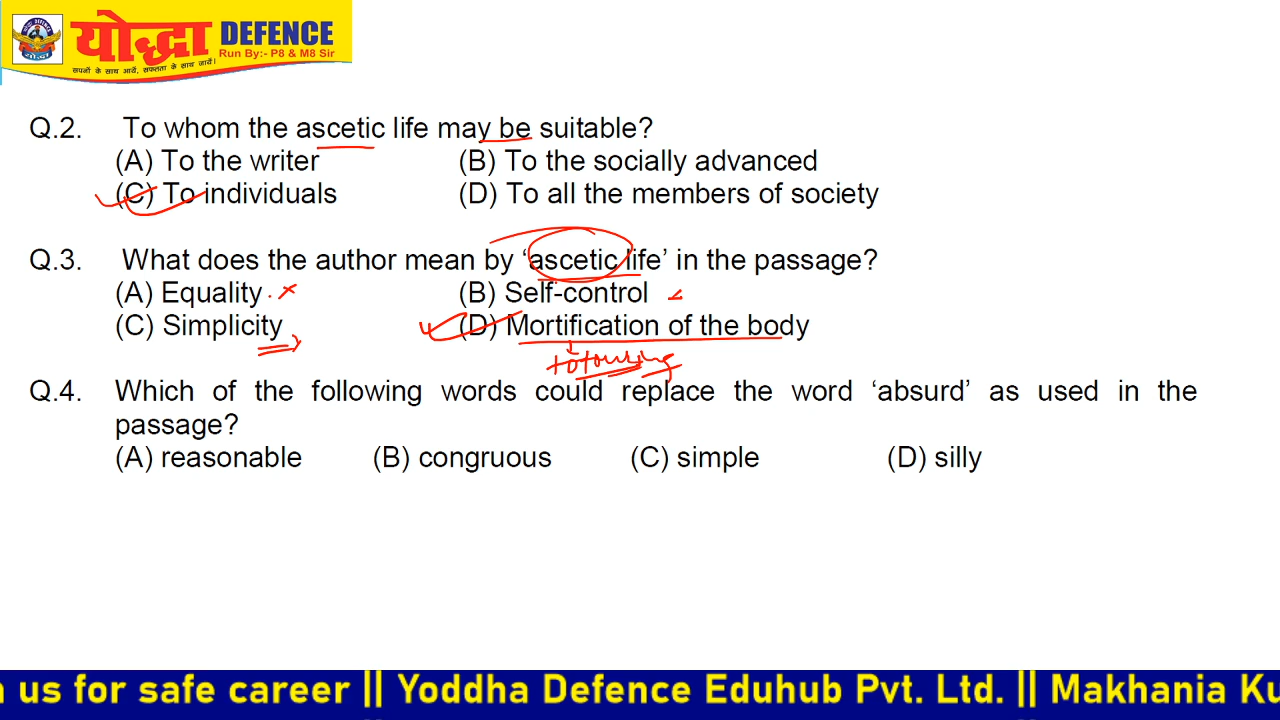 योद्धा DEFENCE
Run By:- P8 & M8 Sir
सपनों के साथ आयें, सफलता के साथ जायें।
Q.2. To whom the ascetic life may be suitable?
(A) To the writer (B) To the socially advanced
(C) To individuals (D) To all the members of society
Q.3. What does the author mean by ‘ascetic life’ in the passage?
(A) Equality (B) Self-control
(C) Simplicity (D) Mortification of the body
Q.4. Which of the following words could replace the word ‘absurd’ as used in the
passage?
(A) reasonable (B) congruous (C) simple (D) silly
us for safe career || Yoddha Defence Eduhub Pvt. Ltd. || Makhania Ku